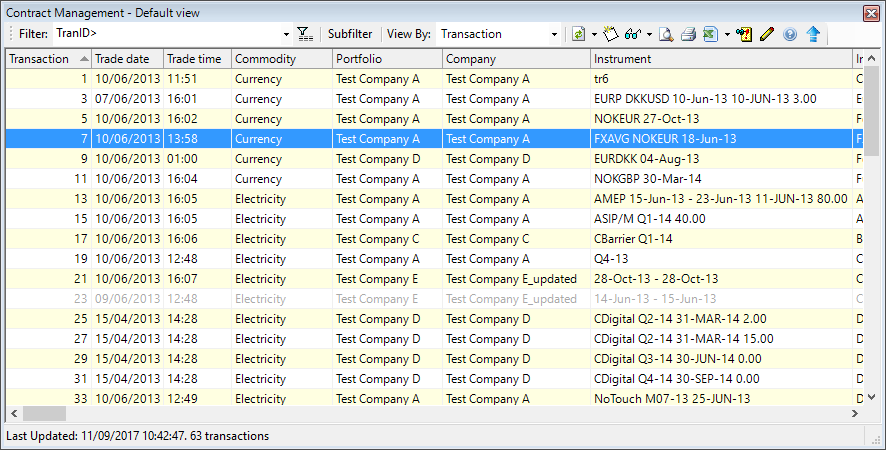 Contract Management - Default view
Filter: TranID> Subfilter View By: Transaction
Transaction Trade date Trade time Commodity Portfolio Company Instrument In
1 10/06/2013 11:51 Currency Test Company A Test Company A tr6 C
3 07/06/2013 16:01 Currency Test Company A Test Company A EURP DKKUSD 10-Jun-13 10-JUN-13 3.00 E
5 10/06/2013 16:02 Currency Test Company A Test Company A NOKEUR 27-Oct-13 F
7 10/06/2013 13:58 Currency Test Company A Test Company A FXAVG NOKEUR 18-Jun-13 F
9 10/06/2013 01:00 Currency Test Company D Test Company D EURDKK 04-Aug-13 F
11 10/06/2013 16:04 Currency Test Company A Test Company A NOKGBP 30-Mar-14 F
13 10/06/2013 16:05 Electricity Test Company A Test Company A AMEP 15-Jun-13 - 23-Jun-13 11-JUN-13 80.00 A
15 10/06/2013 16:05 Electricity Test Company A Test Company A ASIP/M Q1-14 40.00 A
17 10/06/2013 16:06 Electricity Test Company C Test Company C CBarrier Q1-14 B
19 10/06/2013 12:48 Electricity Test Company A Test Company A Q4-13 C
21 10/06/2013 16:07 Electricity Test Company E Test Company E_updated 28-Oct-13 - 28-Oct-13 C
23 09/06/2013 12:48 Electricity Test Company E Test Company E_updated 14-Jun-13 - 15-Jun-13 C
25 15/04/2013 14:28 Electricity Test Company D Test Company D CDigital Q2-14 31-MAR-14 2.00 D
27 15/04/2013 14:28 Electricity Test Company D Test Company D CDigital Q2-14 31-MAR-14 15.00 D
29 15/04/2013 14:28 Electricity Test Company D Test Company D CDigital Q3-14 30-JUN-14 0.00 D
31 15/04/2013 14:28 Electricity Test Company D Test Company D CDigital Q4-14 30-SEP-14 0.00 D
33 10/06/2013 12:49 Electricity Test Company A Test Company A NoTouch M07-13 25-JUN-13 D
Last Updated: 11/09/2017 10:42:47. 63 transactions